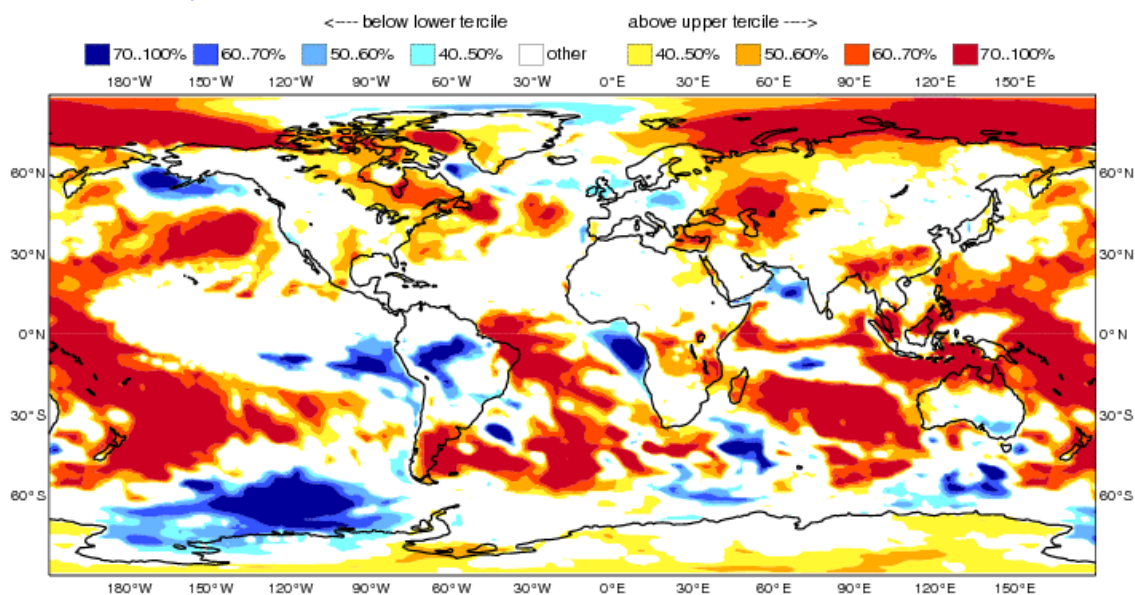 <---- below lower tercile above upper tercile ---->
70..100% 60..70% 50..60% 40..50% other 40..50% 50..60% 60..70% 70..100%
180°W 150°W 120°W 90°W 60°W 30°W 0°E 30°E 60°E 90°E 120°E 150°E
60°N 60°N
30°N 30°N
0°N 0°N
30°S 30°S
60°S 60°S
180°W 150°W 120°W 90°W 60°W 30°W 0°E 30°E 60°E 90°E 120°E 150°E